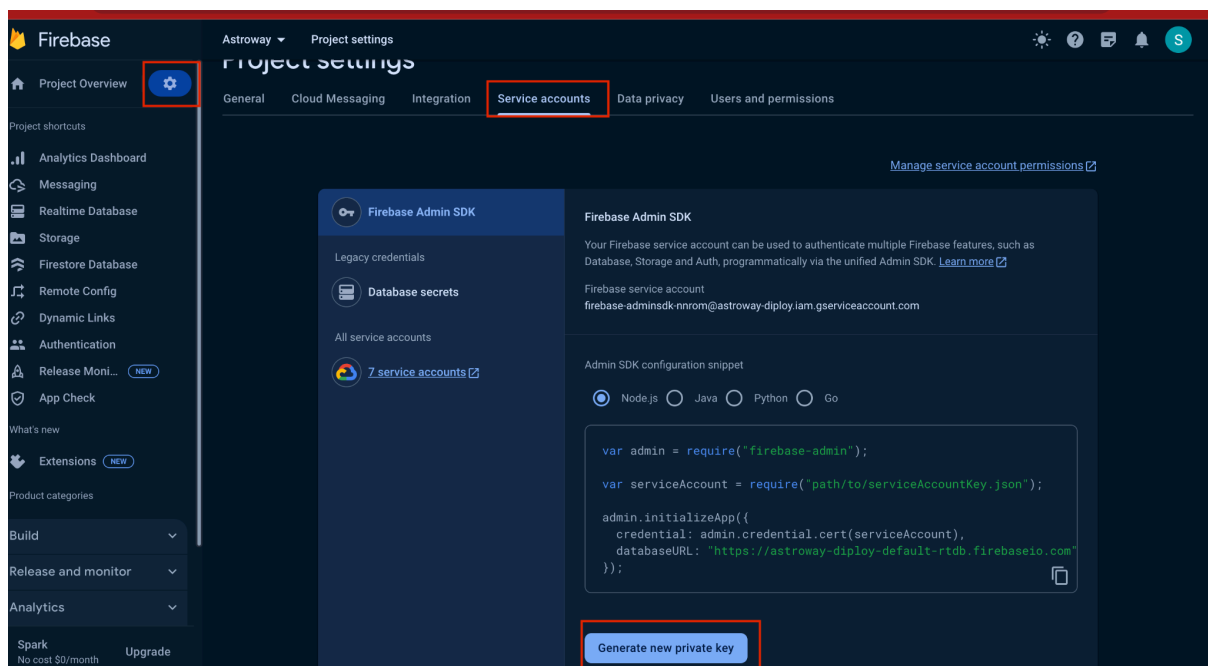 Firebase
Astroway
Project settings
S
Project Overview
Project settings
General
Cloud Messaging
Integration
Service accounts
Data privacy
Users and permissions
Project shortcuts
Analytics Dashboard
Messaging
Realtime Database
Storage
Firestore Database
Remote Config
Dynamic Links
Authentication
Release Moni... NEW
App Check
What's new
Extensions NEW
Product categories
Build
Release and monitor
Analytics
Spark
No cost $0/month
Upgrade
Manage service account permissions
Firebase Admin SDK
Legacy credentials
Database secrets
All service accounts
7 service accounts
Firebase Admin SDK
Your Firebase service account can be used to authenticate multiple Firebase features, such as
Database, Storage and Auth, programmatically via the unified Admin SDK. Learn more
Firebase service account
firebase-adminsdk-nnrom@astroway-diploy.iam.gserviceaccount.com
Admin SDK configuration snippet
Node.js Java Python Go
var admin = require("firebase-admin");
var serviceAccount = require("path/to/serviceAccountKey.json");
admin.initializeApp({
credential: admin.credential.cert(serviceAccount),
databaseURL: "https://astroway-diploy-default-rtdb.firebaseio.com"
});
Generate new private key